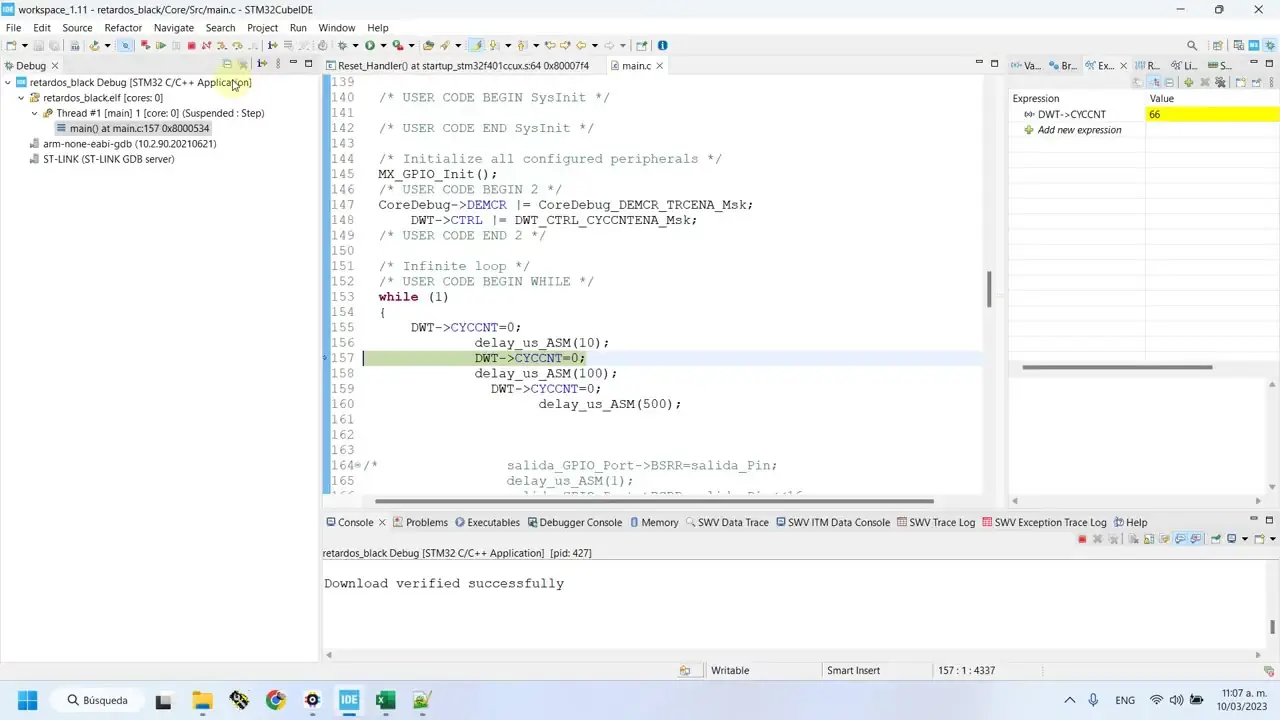 workspace_1.11 - retardos_black/Core/Src/main.c - STM32CubeIDE
File Edit Source Refactor Navigate Search Project Run Window Help
Debug
Reset_Handler() at startup_stm32f401ccux.s:64 0x80007f4
main.c
Va...
Br...
Ex...
R...
Li...
S...
retardos_black Debug [STM32 C/C++ Application]
retardos_black.elf [cores: 0]
Thread #1 [main] 1 [core: 0] (Suspended : Step)
main() at main.c:157 0x8000534
arm-none-eabi-gdb (10.2.90.20210621)
ST-LINK (ST-LINK GDB server)
139
140 /* USER CODE BEGIN SysInit */
141
142 /* USER CODE END SysInit */
143
144 /* Initialize all configured peripherals */
145 MX_GPIO_Init();
146 /* USER CODE BEGIN 2 */
147 CoreDebug->DEMCR |= CoreDebug_DEMCR_TRCENA_Msk;
148 DWT->CTRL |= DWT_CTRL_CYCCNTENA_Msk;
149 /* USER CODE END 2 */
150
151 /* Infinite loop */
152 /* USER CODE BEGIN WHILE */
153 while (1)
154 {
155 DWT->CYCCNT=0;
156 delay_us_ASM(10);
157 DWT->CYCCNT=0;
158 delay_us_ASM(100);
159 DWT->CYCCNT=0;
160 delay_us_ASM(500);
161
162
163
164 /* salida_GPIO_Port->BSRR=salida_Pin;
165 delay_us_ASM(1);
Expression Value
DWT->CYCCNT 66
Add new expression
Console Problems Executables Debugger Console Memory SWV Data Trace SWV ITM Data Console SWV Trace Log SWV Exception Trace Log Help
retardos_black Debug [STM32 C/C++ Application] [pid: 427]
Download verified successfully
Writable Smart Insert 157 : 1 : 4337
Búsqueda
IDE
ENG
11:07 a. m.
10/03/2023